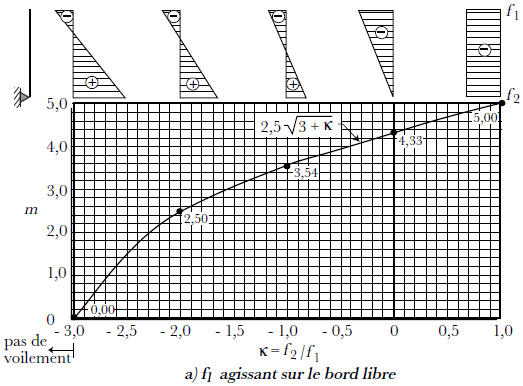 f1
f2
5,0
4,0
3,0
2,0
1,0
0
m
2,5 √3 + κ
5,00
4,33
3,54
2,50
0,00
- 3,0
- 2,5
- 2,0
- 1,5
- 1,0
- 0,5
0
0,5
1,0
pas de
voilement
κ = f2 / f1
a) f1 agissant sur le bord libre